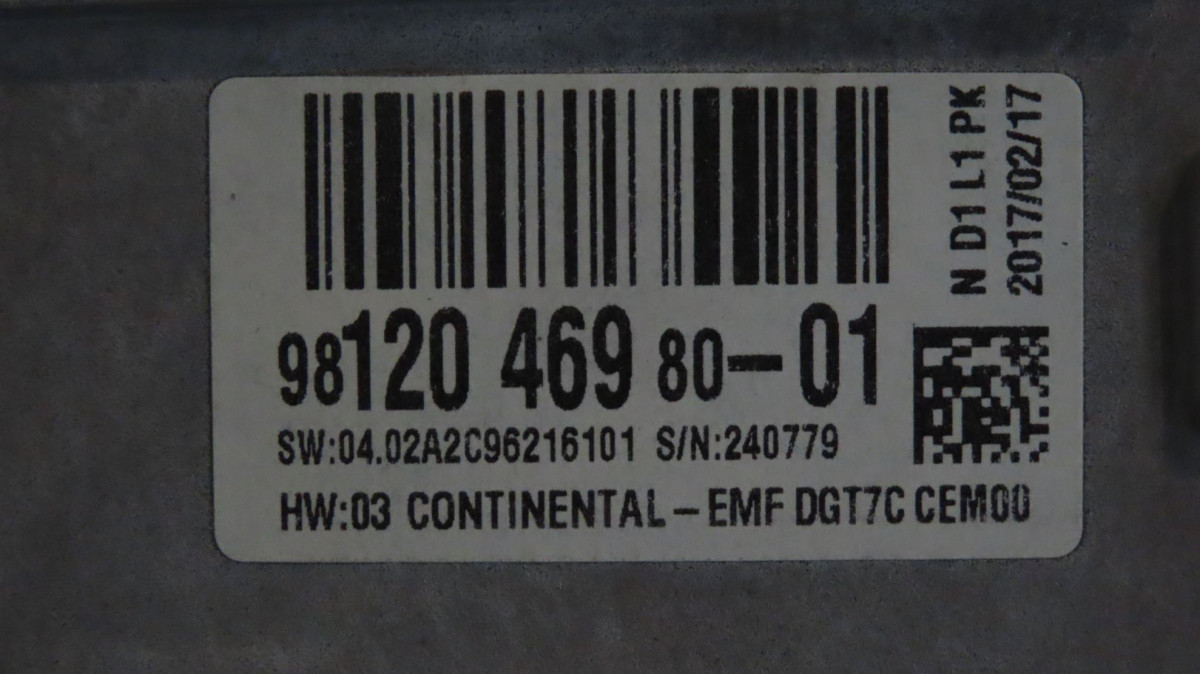 N D1 L1 PK
2017/02/17
98120 469 80-01
SW:04.02A2C96216101 S/N:240779
HW:03 CONTINENTAL-EMF DGT7C CEM00